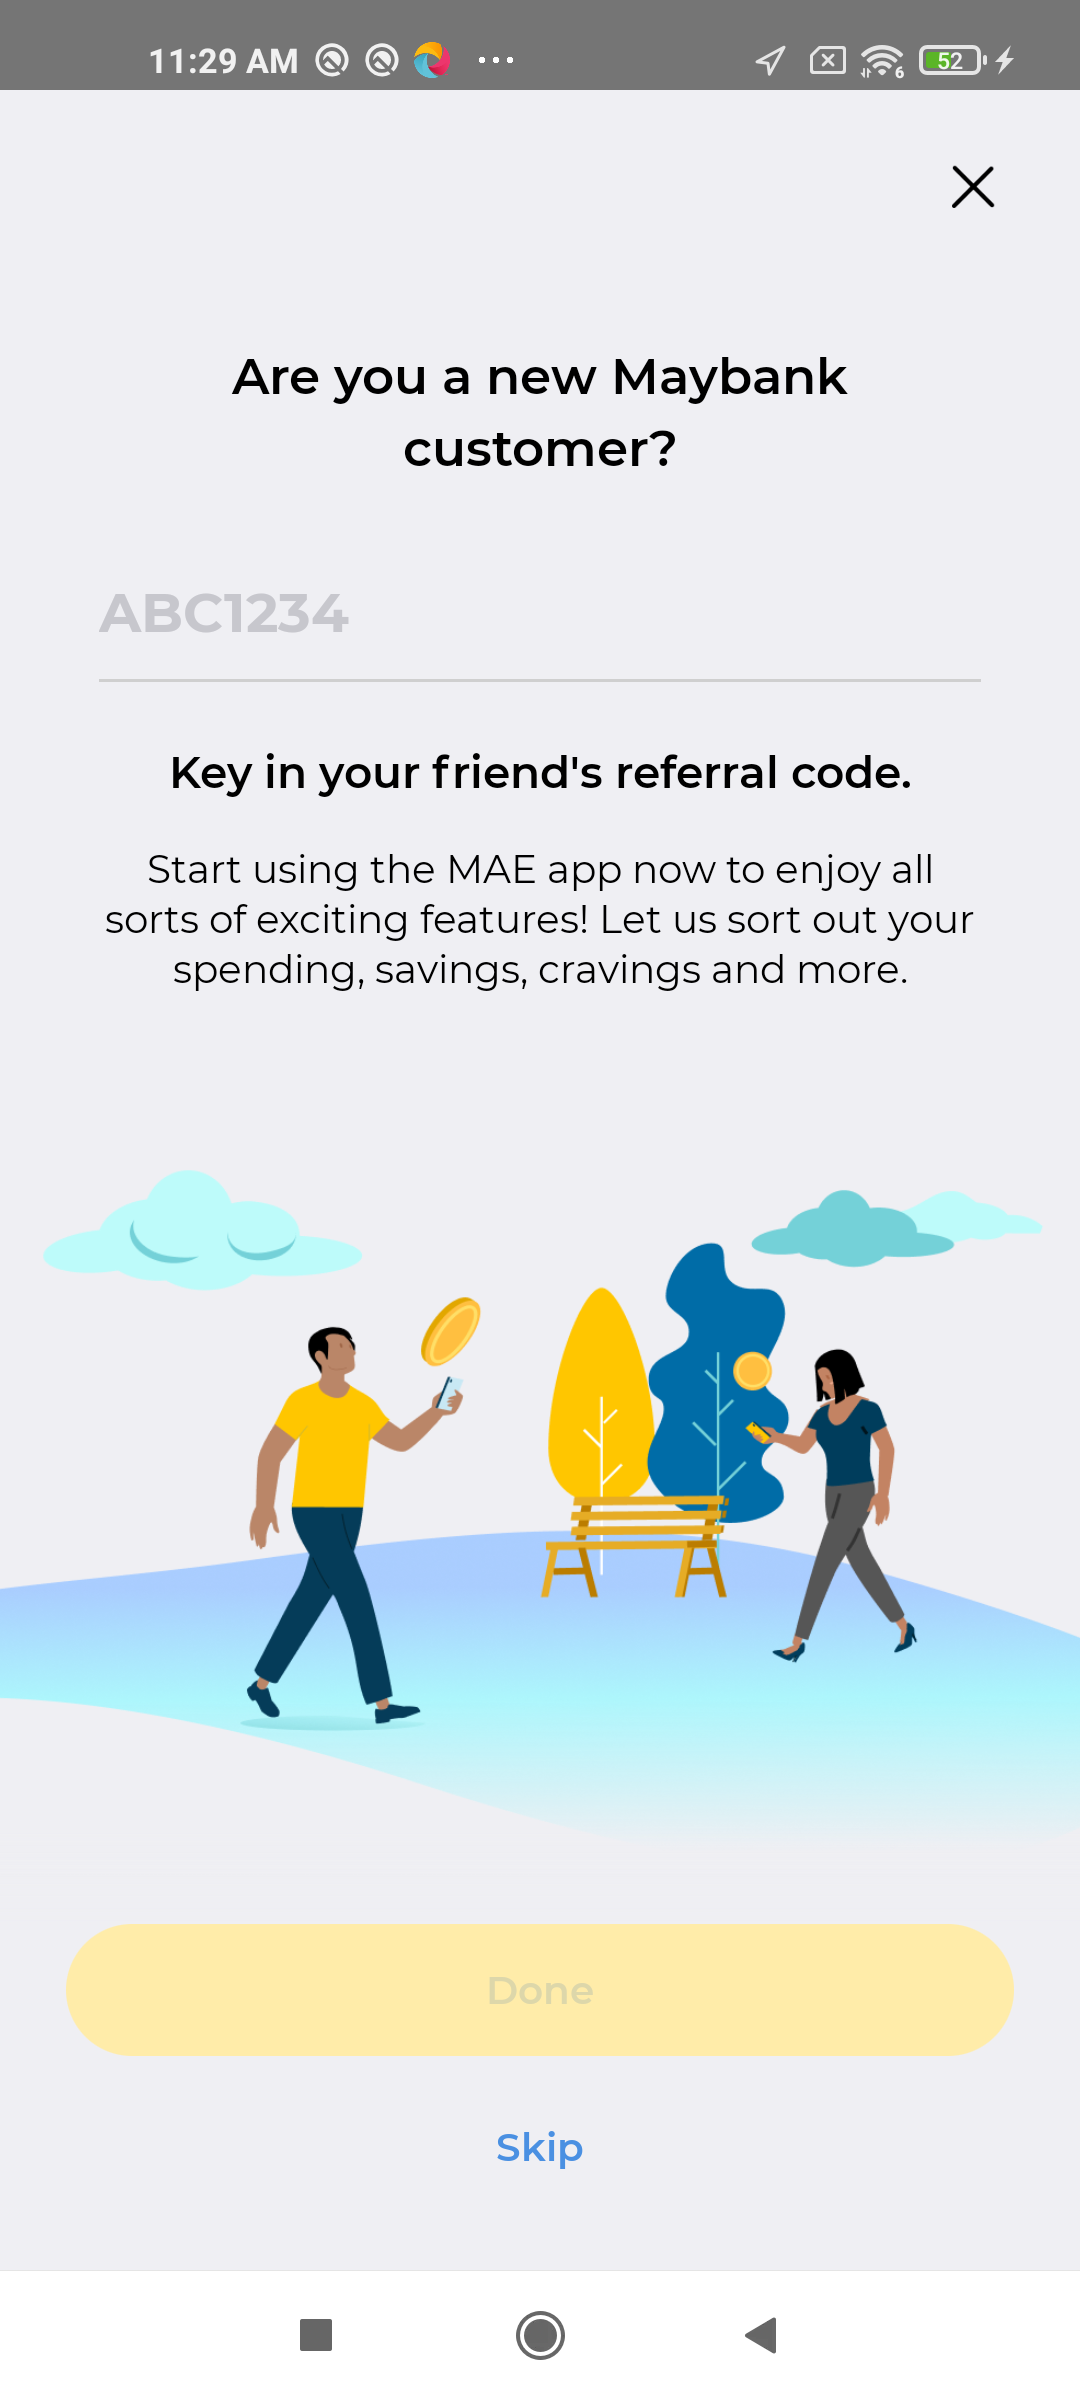 11:29 AM
6
52
Are you a new Maybank
customer?
ABC1234
Key in your friend's referral code.
Start using the MAE app now to enjoy all
sorts of exciting features! Let us sort out your
spending, savings, cravings and more.
Done
Skip